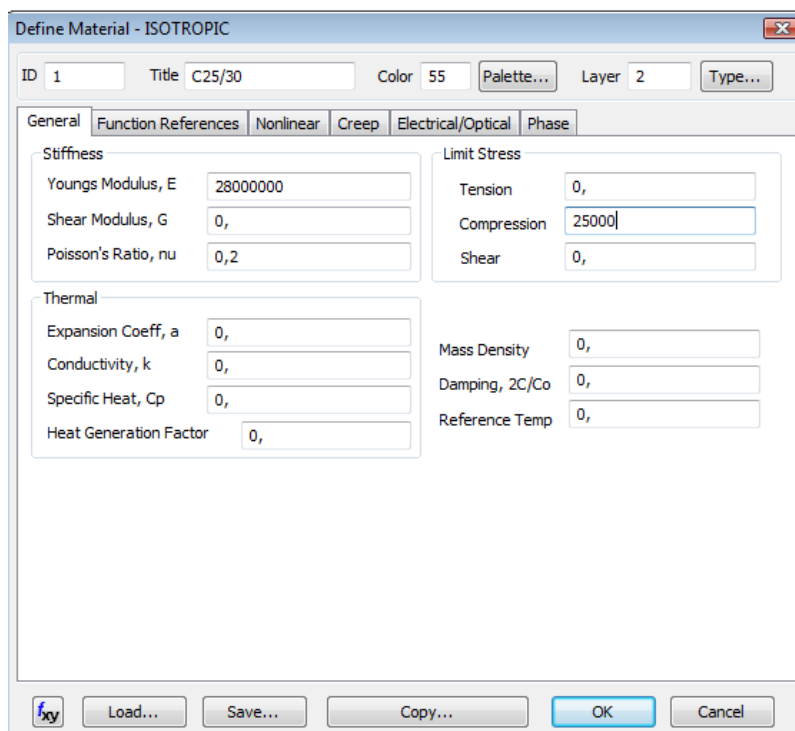 Define Material - ISOTROPIC
ID 1 Title C25/30 Color 55 Palette... Layer 2 Type...
General Function References Nonlinear Creep Electrical/Optical Phase
Stiffness
Youngs Modulus, E 28000000
Shear Modulus, G 0,
Poisson's Ratio, nu 0,2
Limit Stress
Tension 0,
Compression 25000
Shear 0,
Thermal
Expansion Coeff, a 0,
Conductivity, k 0,
Specific Heat, Cp 0,
Heat Generation Factor 0,
Mass Density 0,
Damping, 2C/Co 0,
Reference Temp 0,
fxy Load... Save... Copy... OK Cancel